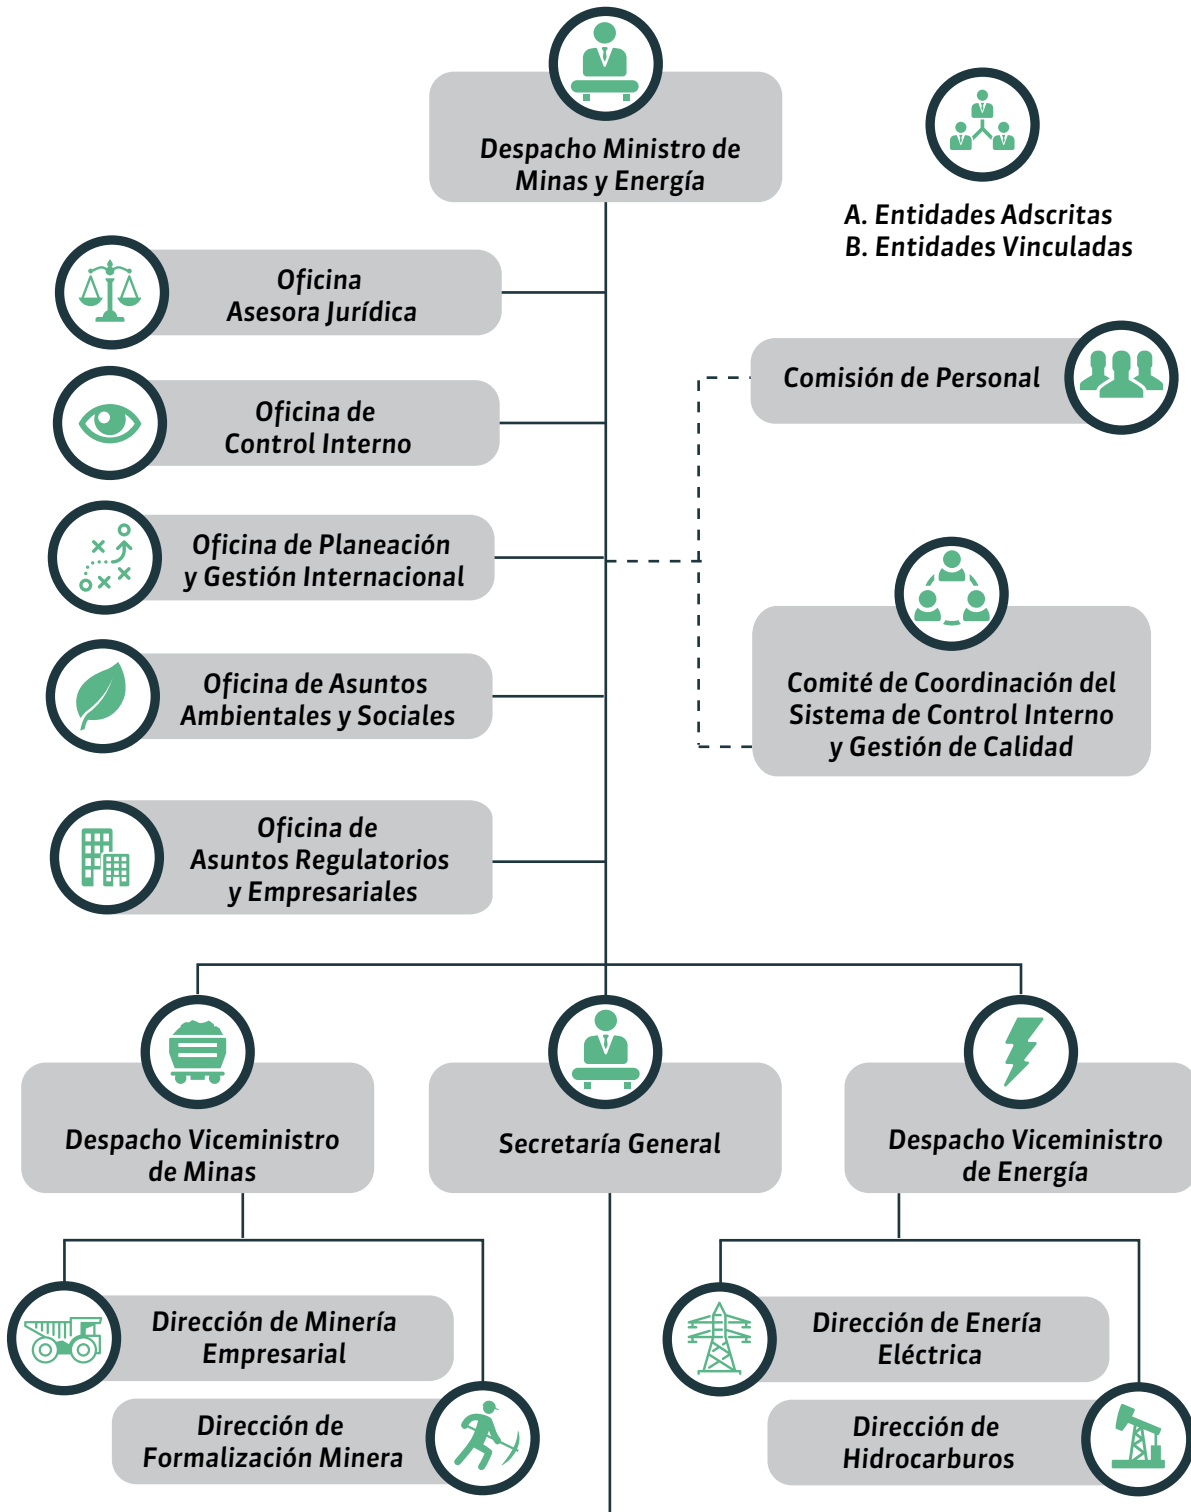 Despacho Ministro de
Minas y Energía
A. Entidades Adscritas
B. Entidades Vinculadas
Oficina
Asesora Jurídica
Comisión de Personal
Oficina de
Control Interno
Oficina de Planeación
y Gestión Internacional
Oficina de Asuntos
Ambientales y Sociales
Comité de Coordinación del
Sistema de Control Interno
y Gestión de Calidad
Oficina de
Asuntos Regulatorios
y Empresariales
Despacho Viceministro
de Minas
Secretaría General
Despacho Viceministro
de Energía
Dirección de Minería
Empresarial
Dirección de Enería
Eléctrica
Dirección de
Formalización Minera
Dirección de
Hidrocarburos